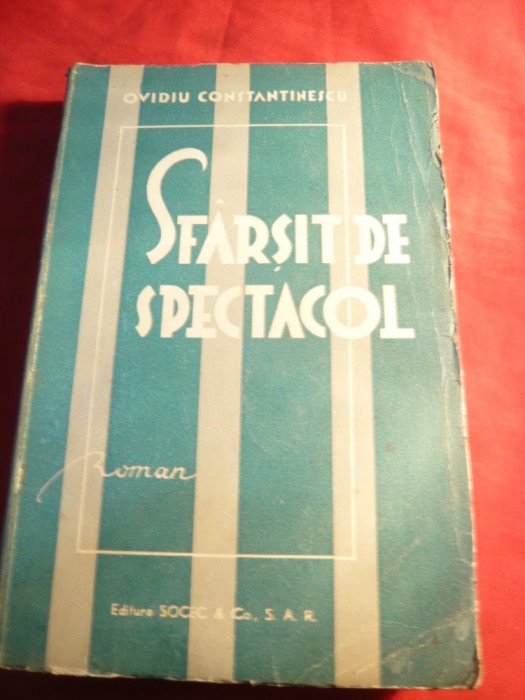 OVIDIU CONSTANTINESCU
SFÂRȘIT DE
SPECTACOL
Roman
Editura SOCEC & Co., S. A. R.